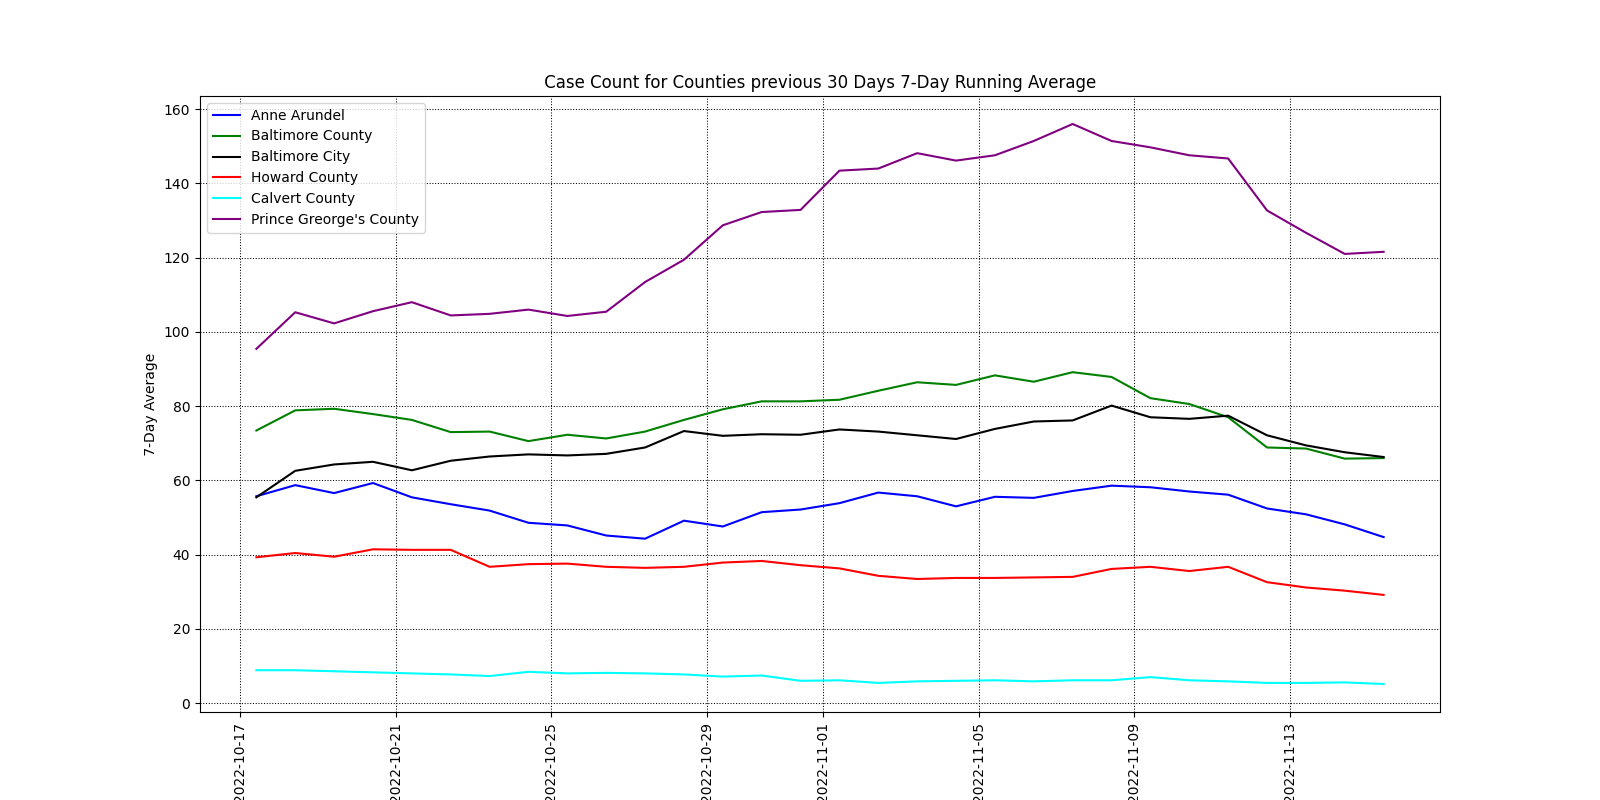 Case Count for Counties previous 30 Days 7-Day Running Average
Anne Arundel
Baltimore County
Baltimore City
Howard County
Calvert County
Prince Greorge's County
160
140
120
100
80
60
40
20
0
7-Day Average
2022-10-17
2022-10-21
2022-10-25
2022-10-29
2022-11-01
2022-11-05
2022-11-09
2022-11-13